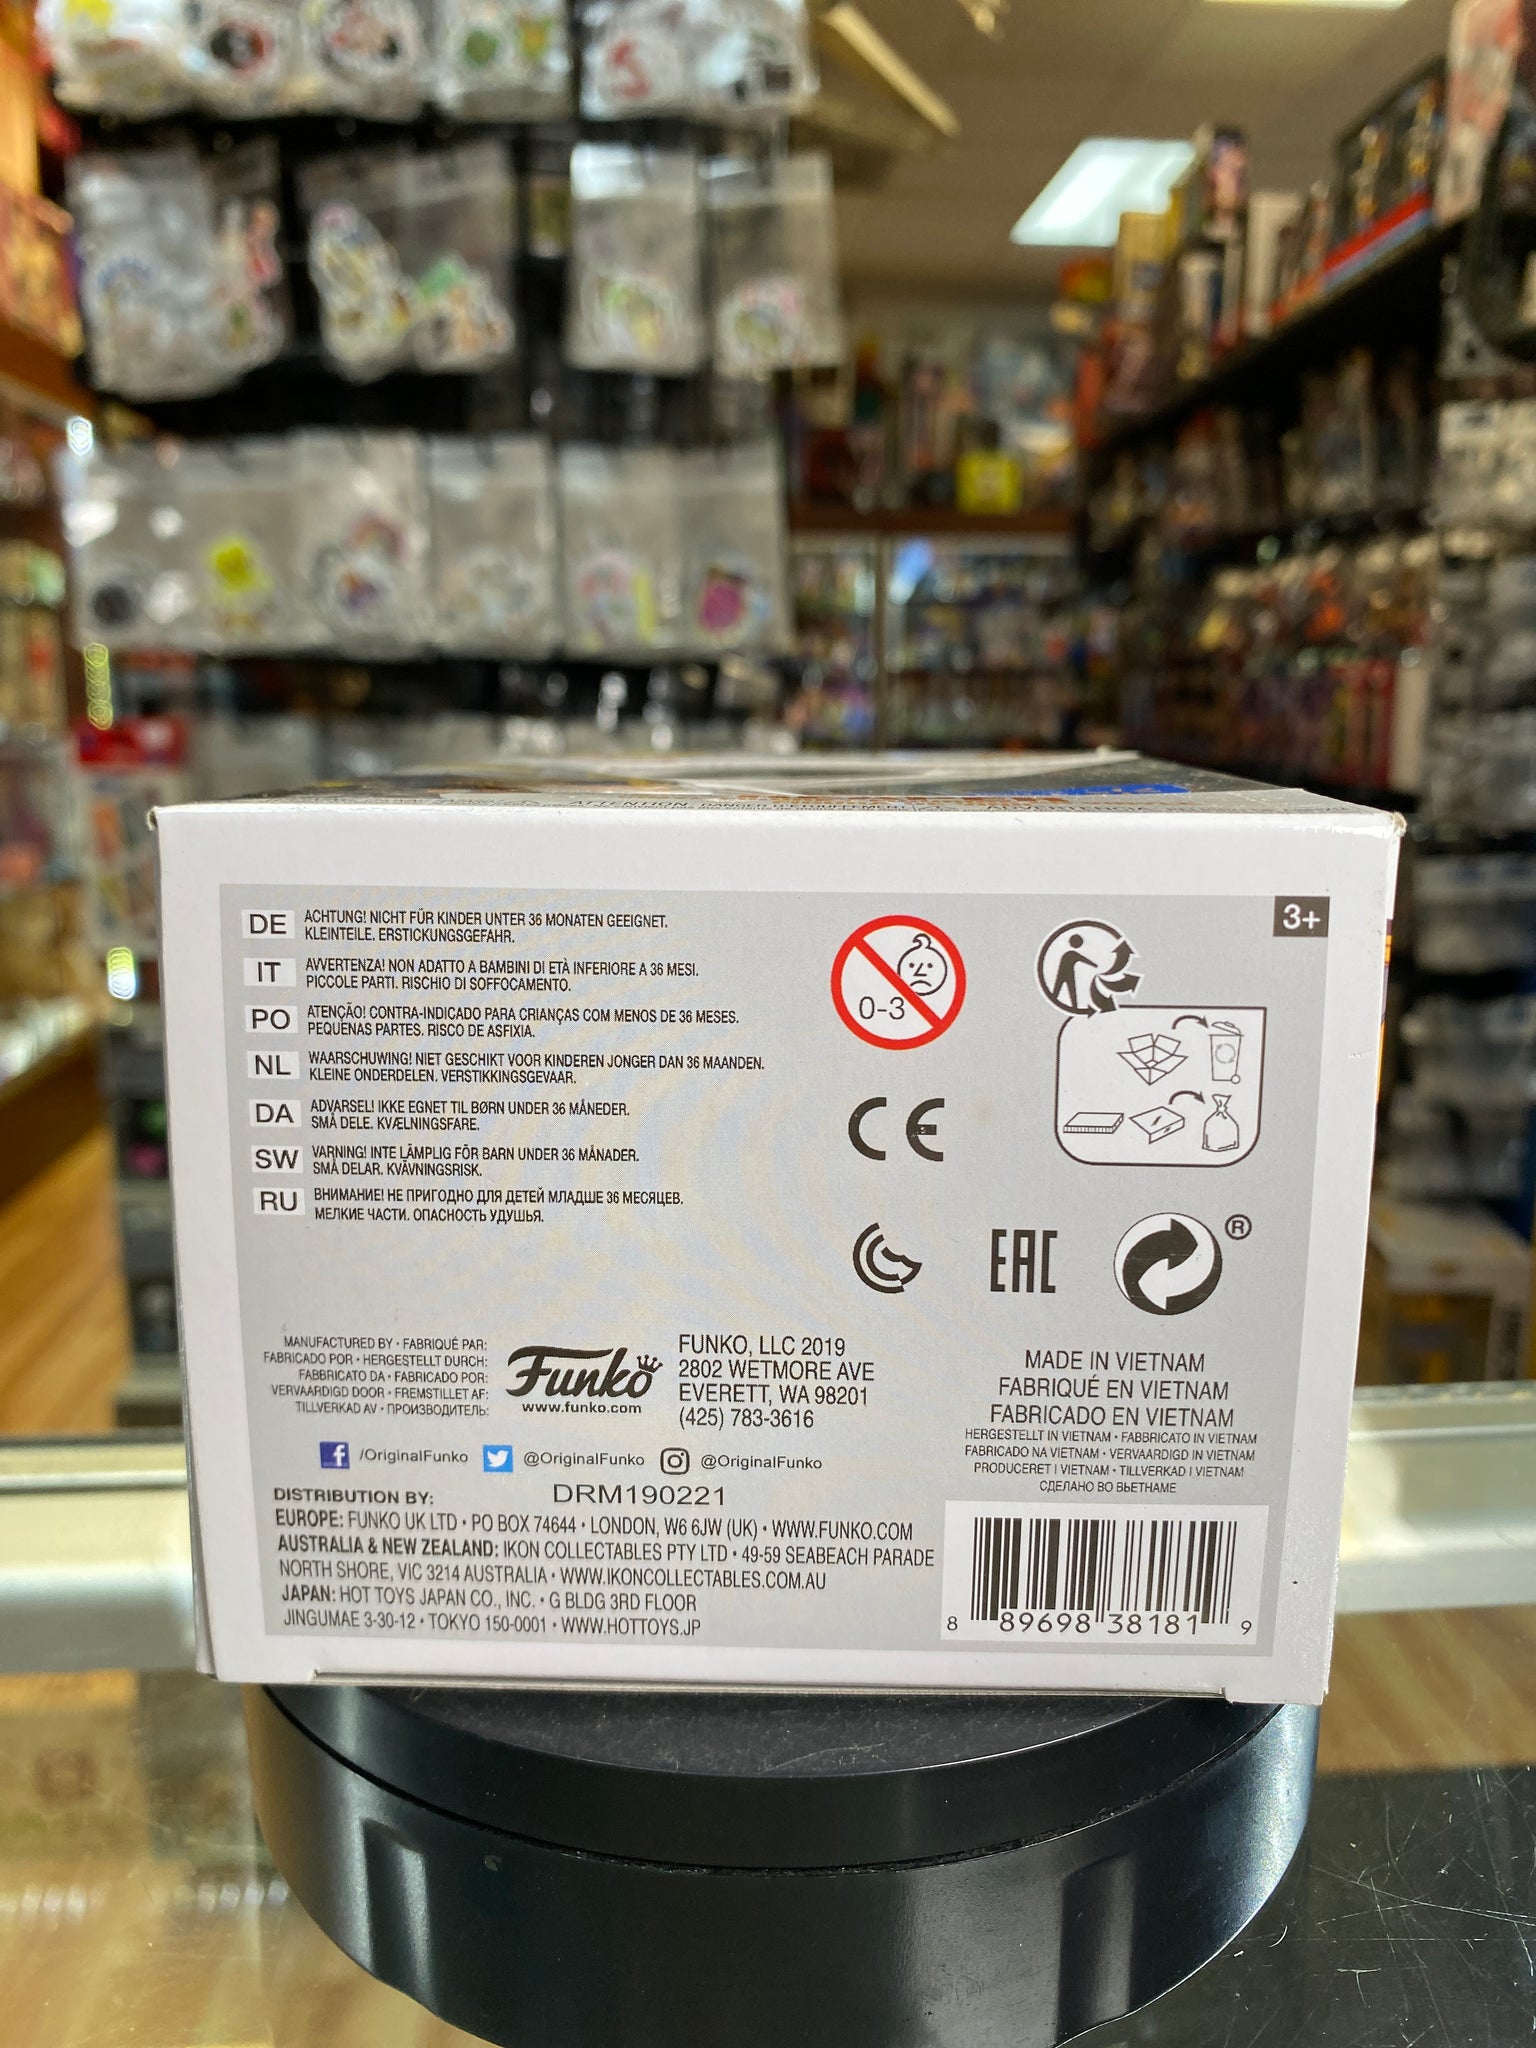 ATTENTION
3+
DE ACHTUNG! NICHT FÜR KINDER UNTER 36 MONATEN GEEIGNET.
KLEINTEILE. ERSTICKUNGSGEFAHR.
IT AVVERTENZA! NON ADATTO A BAMBINI DI ETÀ INFERIORE A 36 MESI.
PICCOLE PARTI. RISCHIO DI SOFFOCAMENTO.
PO ATENÇÃO! CONTRA-INDICADO PARA CRIANÇAS COM MENOS DE 36 MESES.
PEQUENAS PARTES. RISCO DE ASFIXIA.
NL WAARSCHUWING! NIET GESCHIKT VOOR KINDEREN JONGER DAN 36 MAANDEN.
KLEINE ONDERDELEN. VERSTIKKINGSGEVAAR.
DA ADVARSEL! IKKE EGNET TIL BØRN UNDER 36 MÅNEDER.
SMÅ DELE. KVÆLNINGSFARE.
SW VARNING! INTE LÄMPLIG FÖR BARN UNDER 36 MÅNADER.
SMÅ DELAR. KVÄVNINGSRISK.
RU ВНИМАНИЕ! НЕ ПРИГОДНО ДЛЯ ДЕТЕЙ МЛАДШЕ 36 МЕСЯЦЕВ.
МЕЛКИЕ ЧАСТИ. ОПАСНОСТЬ УДУШЬЯ.
0-3
CE
EAC
®
MANUFACTURED BY • FABRIQUÉ PAR:
FABRICADO POR • HERGESTELLT DURCH:
FABBRICATO DA • FABRICADO POR:
VERVAARDIGD DOOR • FREMSTILLET AF:
TILLVERKAD AV • ПРОИЗВОДИТЕЛЬ:
Funko
www.funko.com
FUNKO, LLC 2019
2802 WETMORE AVE
EVERETT, WA 98201
(425) 783-3616
MADE IN VIETNAM
FABRIQUÉ EN VIETNAM
FABRICADO EN VIETNAM
HERGESTELLT IN VIETNAM • FABBRICATO IN VIETNAM
FABRICADO NA VIETNAM • VERVAARDIGD IN VIETNAM
PRODUCERET I VIETNAM • TILLVERKAD I VIETNAM
СДЕЛАНО ВО ВЬЕТНАМЕ
f /OriginalFunko @OriginalFunko @OriginalFunko
DISTRIBUTION BY: DRM190221
EUROPE: FUNKO UK LTD • PO BOX 74644 • LONDON, W6 6JW (UK) • WWW.FUNKO.COM
AUSTRALIA & NEW ZEALAND: IKON COLLECTABLES PTY LTD • 49-59 SEABEACH PARADE
NORTH SHORE, VIC 3214 AUSTRALIA • WWW.IKONCOLLECTABLES.COM.AU
JAPAN: HOT TOYS JAPAN CO., INC. • G BLDG 3RD FLOOR
JINGUMAE 3-30-12 • TOKYO 150-0001 • WWW.HOTTOYS.JP
8 89698 38181 9